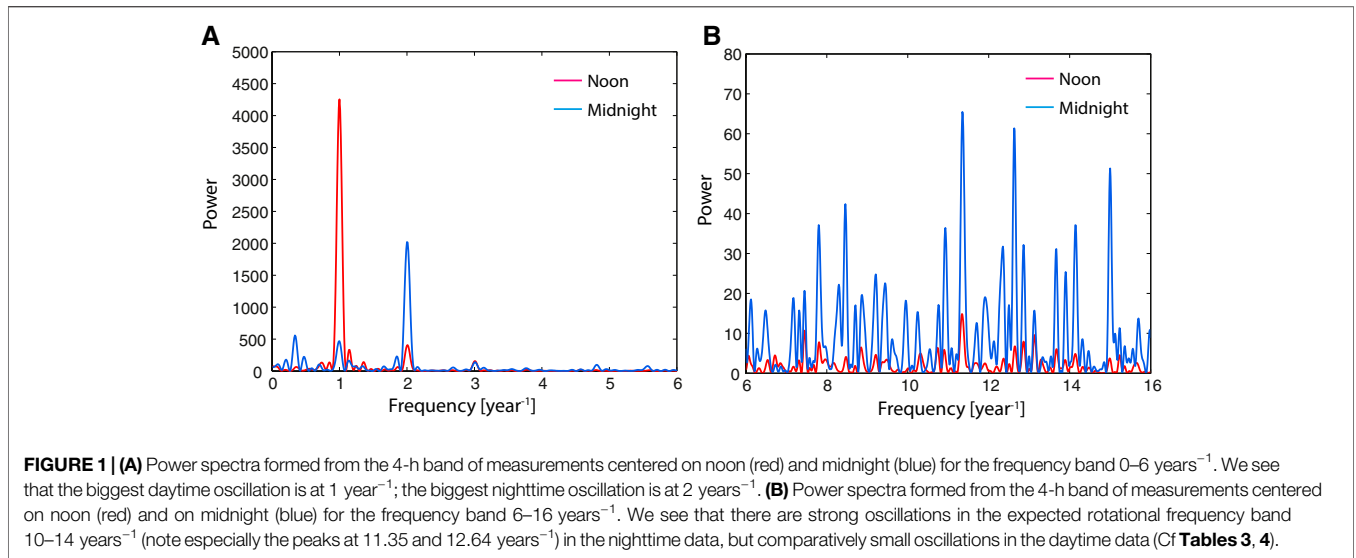 A
5000
4500
4000
3500
3000
2500
2000
1500
1000
500
0
Power
Noon
Midnight
0 1 2 3 4 5 6
Frequency [year⁻¹]
B
80
70
60
50
40
30
20
10
0
Power
Noon
Midnight
6 8 10 12 14 16
Frequency [year⁻¹]
FIGURE 1 | (A) Power spectra formed from the 4-h band of measurements centered on noon (red) and midnight (blue) for the frequency band 0–6 years⁻¹. We see
that the biggest daytime oscillation is at 1 year⁻¹; the biggest nighttime oscillation is at 2 years⁻¹. (B) Power spectra formed from the 4-h band of measurements centered
on noon (red) and on midnight (blue) for the frequency band 6–16 years⁻¹. We see that there are strong oscillations in the expected rotational frequency band
10–14 years⁻¹ (note especially the peaks at 11.35 and 12.64 years⁻¹) in the nighttime data, but comparatively small oscillations in the daytime data (Cf Tables 3, 4).